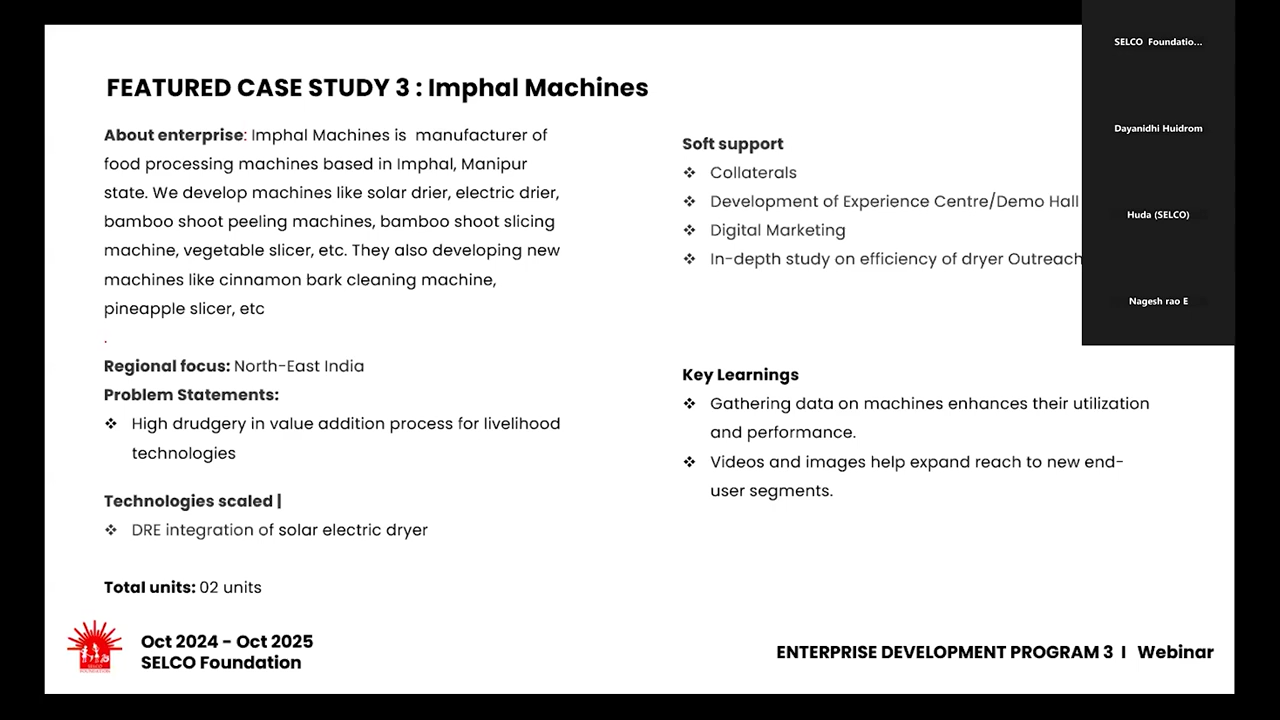 FEATURED CASE STUDY 3 : Imphal Machines
About enterprise: Imphal Machines is manufacturer of
food processing machines based in Imphal, Manipur
state. We develop machines like solar drier, electric drier,
bamboo shoot peeling machines, bamboo shoot slicing
machine, vegetable slicer, etc. They also developing new
machines like cinnamon bark cleaning machine,
pineapple slicer, etc
.
Regional focus: North-East India
Problem Statements:
❖ High drudgery in value addition process for livelihood
technologies
Technologies scaled |
❖ DRE integration of solar electric dryer
Total units: 02 units
Soft support
❖ Collaterals
❖ Development of Experience Centre/Demo Hall
❖ Digital Marketing
❖ In-depth study on efficiency of dryer Outreach
Key Learnings
❖ Gathering data on machines enhances their utilization
and performance.
❖ Videos and images help expand reach to new end-
user segments.
SELCO Foundatio...
Dayanidhi Huidrom
Huda (SELCO)
Nagesh rao E
Oct 2024 – Oct 2025
SELCO Foundation
ENTERPRISE DEVELOPMENT PROGRAM 3 I Webinar